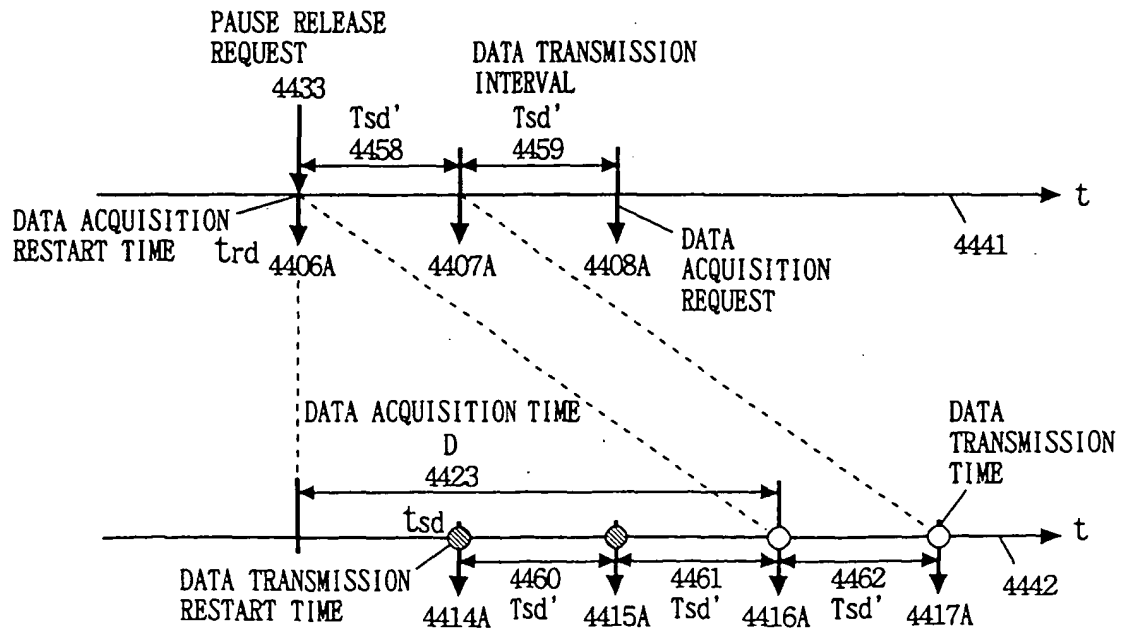 PAUSE RELEASE
REQUEST
4433
DATA TRANSMISSION
INTERVAL
Tsd'
4458
Tsd'
4459
t
4441
DATA ACQUISITION
RESTART TIME
trd
4406A
4407A
4408A
DATA
ACQUISITION
REQUEST
DATA ACQUISITION TIME
D
4423
DATA
TRANSMISSION
TIME
tsd
t
4442
DATA TRANSMISSION
RESTART TIME
4460
Tsd'
4461
Tsd'
4462
Tsd'
4414A
4415A
4416A
4417A